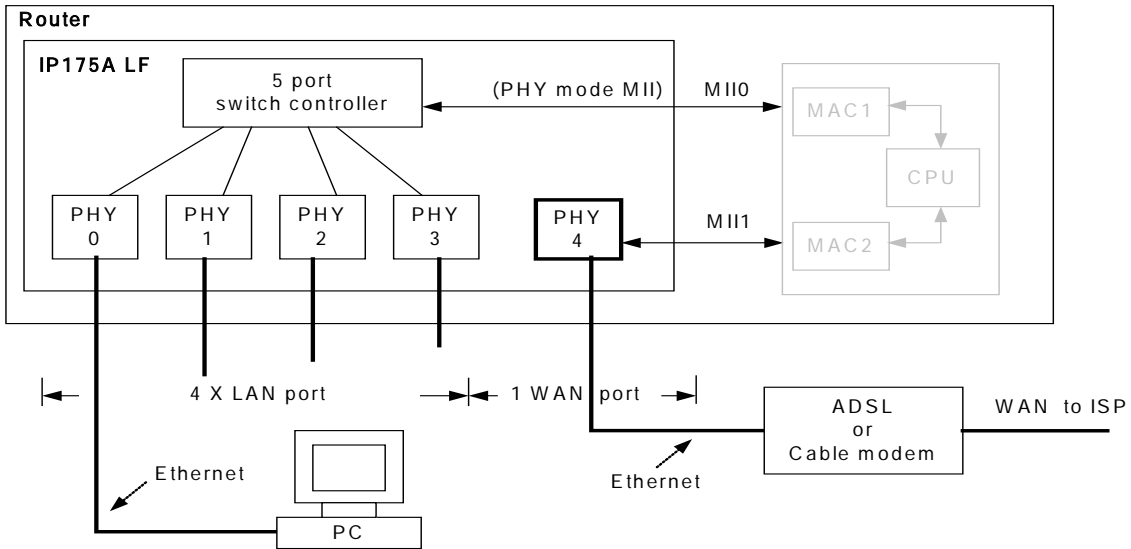 Router
IP175A LF
5 port
switch controller
(PHY mode MII)
MII0
MAC1
CPU
PHY
0
PHY
1
PHY
2
PHY
3
PHY
4
MII1
MAC2
4 X LAN port
1 WAN port
ADSL
or
Cable modem
WAN to ISP
Ethernet
Ethernet
PC